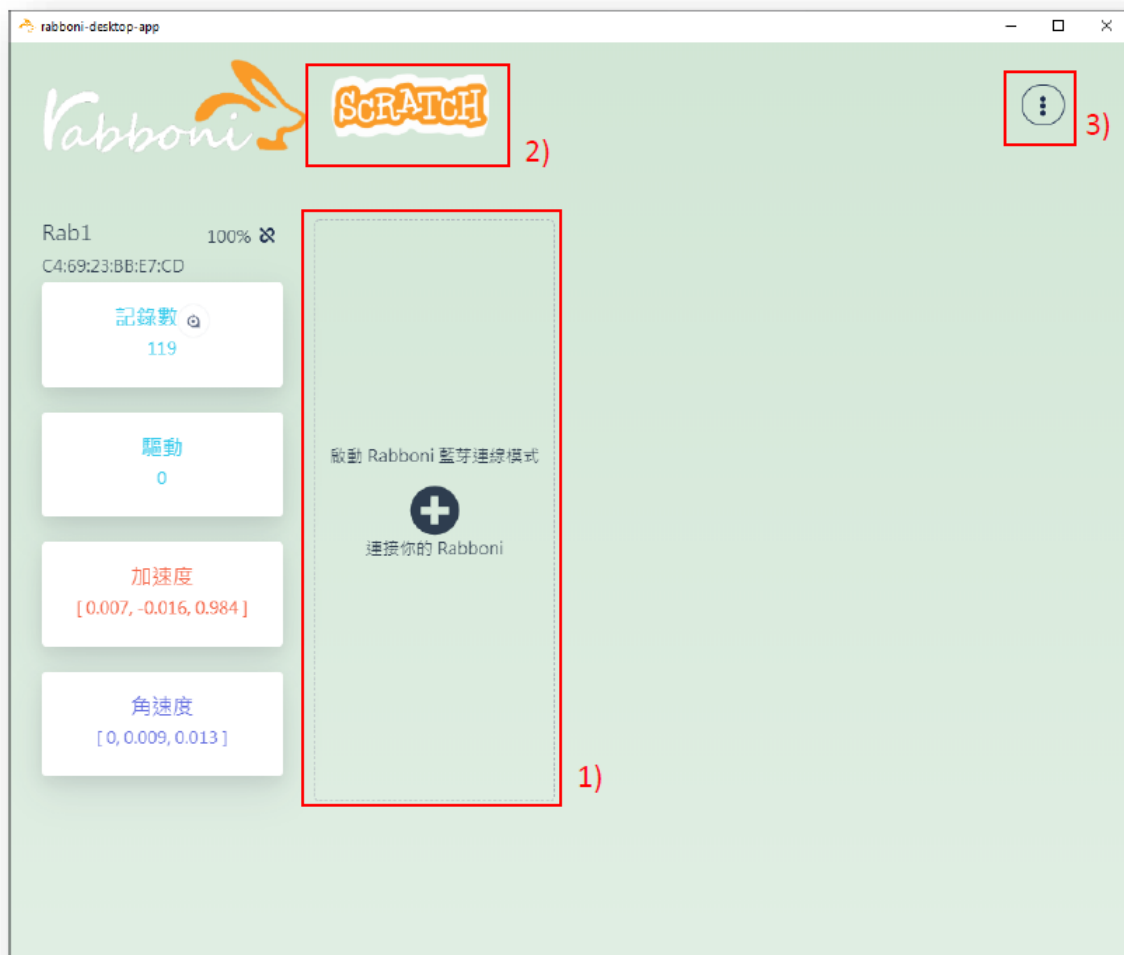 rabboni-desktop-app
rabboni
SCRATCH
2)
3)
Rab1
100%
C4:69:23:BB:E7:CD
記錄數
119
驅動
0
加速度
[ 0.007, -0.016, 0.984 ]
角速度
[ 0, 0.009, 0.013 ]
啟動 Rabboni 藍芽連線模式
連接你的 Rabboni
1)